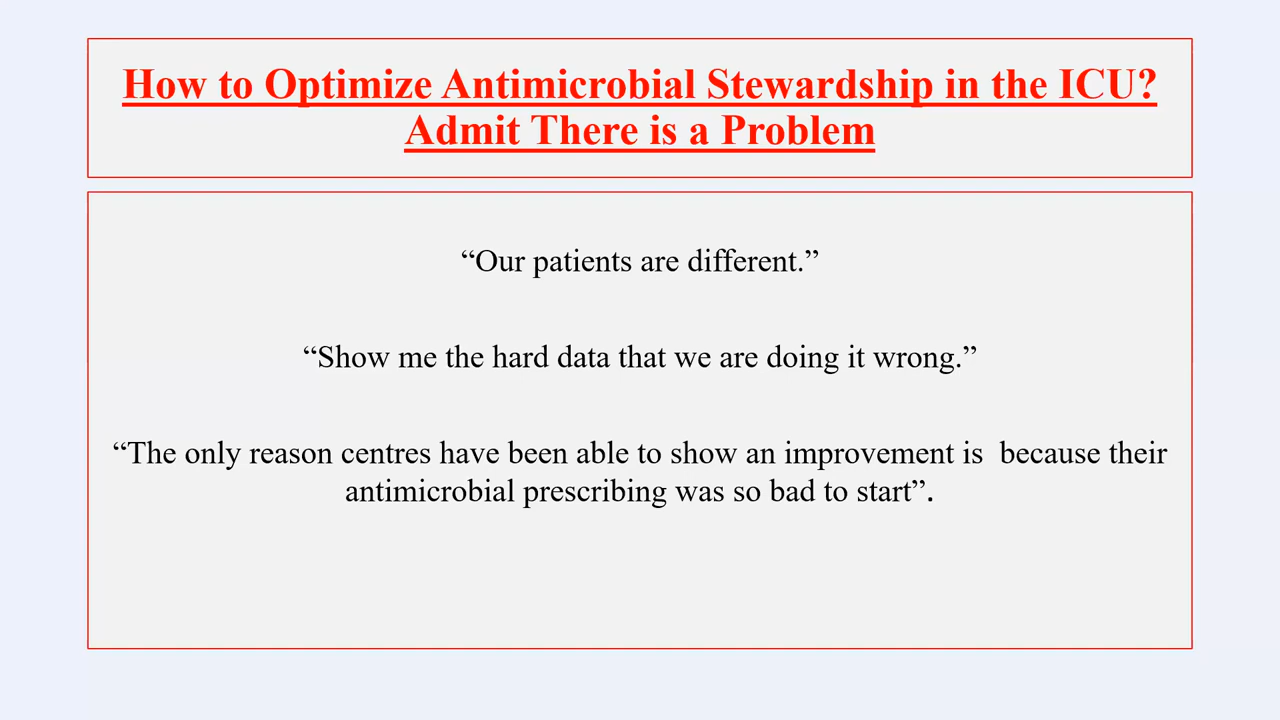 How to Optimize Antimicrobial Stewardship in the ICU?
Admit There is a Problem
“Our patients are different.”
“Show me the hard data that we are doing it wrong.”
“The only reason centres have been able to show an improvement is  because their
antimicrobial prescribing was so bad to start”.